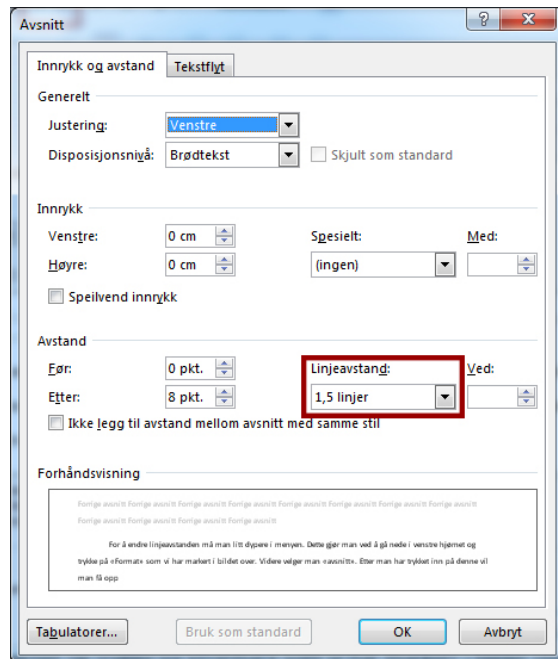 Avsnitt
Innrykk og avstand Tekstflyt
Generelt
Justering: Venstre
Disposisjonsnivå: Brødtekst Skjult som standard
Innrykk
Venstre: 0 cm Spesielt: Med:
Høyre: 0 cm (ingen)
Speilvend innrykk
Avstand
Før: 0 pkt. Linjeavstand: Ved:
Etter: 8 pkt. 1,5 linjer
Ikke legg til avstand mellom avsnitt med samme stil
Forhåndsvisning
Forrige avsnitt Forrige avsnitt Forrige avsnitt Forrige avsnitt Forrige avsnitt Forrige avsnitt Forrige avsnitt Forrige avsnitt
Forrige avsnitt Forrige avsnitt Forrige avsnitt Forrige avsnitt
For å endre linjeavstanden må man litt dypere i menyen. Dette gjør man ved å gå nede i venstre hjørnet og
trykke på «Format» som vi har markert i bildet over. Videre velger man «avsnitt». Etter man har trykket inn på denne vil
man få opp
Tabulatorer... Bruk som standard OK Avbryt